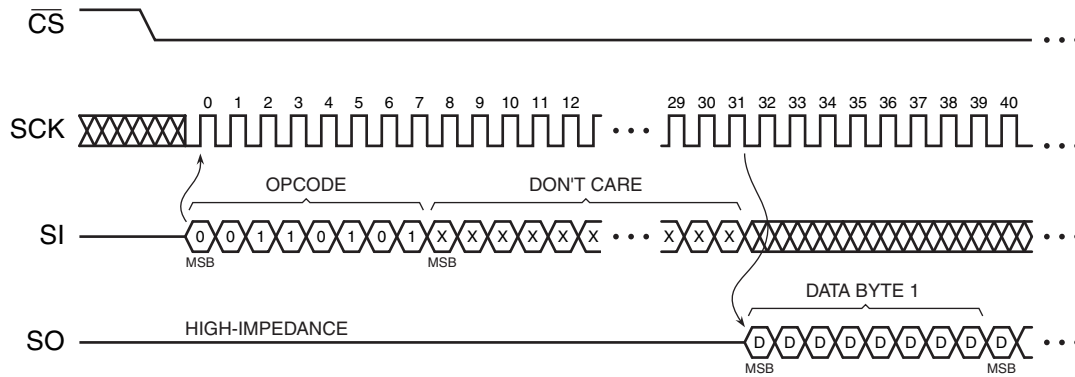 CS
0 1 2 3 4 5 6 7 8 9 10 11 12 29 30 31 32 33 34 35 36 37 38 39 40
SCK
OPCODE DON'T CARE
SI 0 0 1 1 0 1 0 1 X X X X X X X X X
MSB MSB
DATA BYTE 1
HIGH-IMPEDANCE
SO D D D D D D D D D
MSB MSB